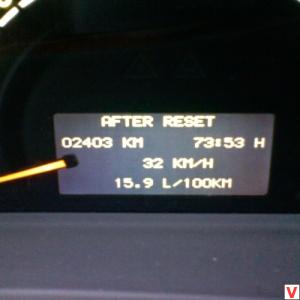 AFTER RESET
02403 KM 73:53 H
32 KM/H
15.9 L/100KM
V